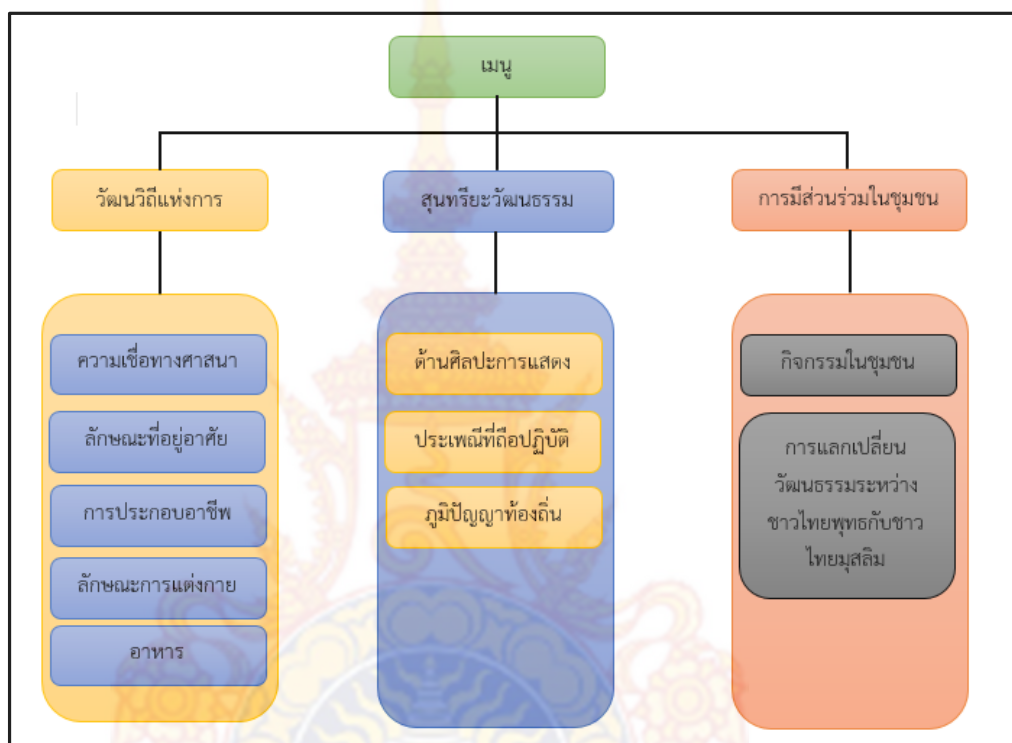 เมนู
วัฒนวิถีแห่งการ
สุนทรียะวัฒนธรรม
การมีส่วนร่วมในชุมชน
ความเชื่อทางศาสนา
ลักษณะที่อยู่อาศัย
การประกอบอาชีพ
ลักษณะการแต่งกาย
อาหาร
ด้านศิลปะการแสดง
ประเพณีที่ถือปฏิบัติ
ภูมิปัญญาท้องถิ่น
กิจกรรมในชุมชน
การแลกเปลี่ยน
วัฒนธรรมระหว่าง
ชาวไทยพุทธกับชาว
ไทยมุสลิม